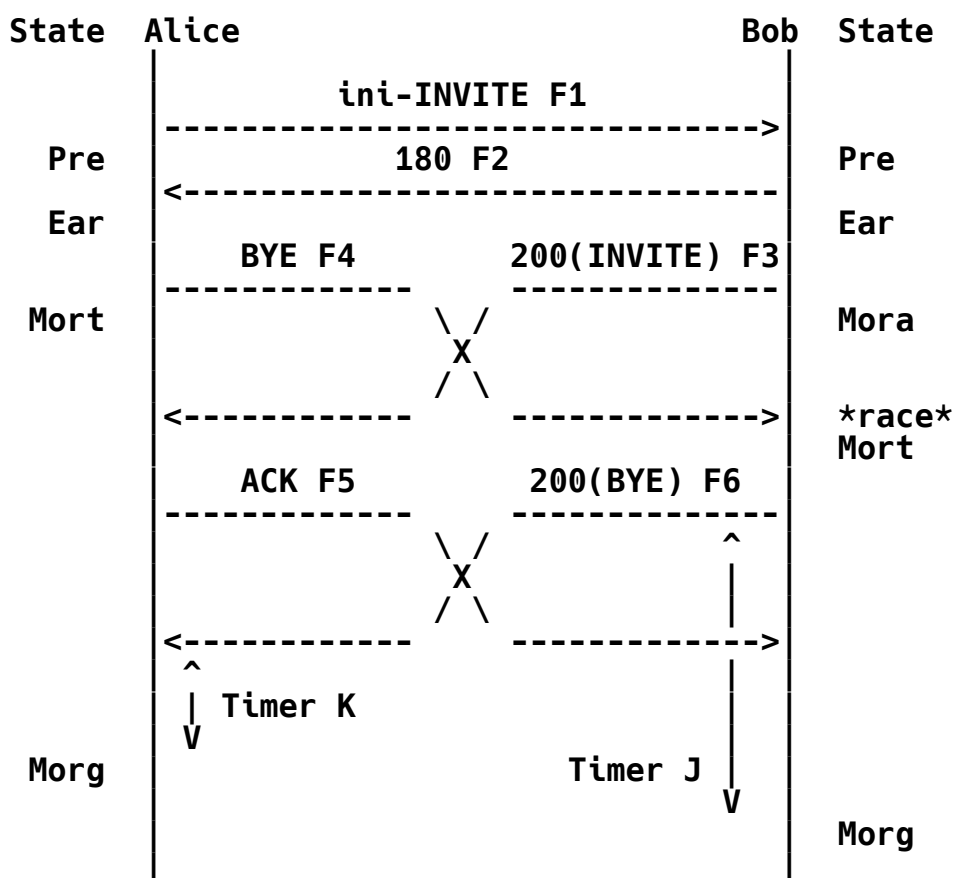 State  Alice                          Bob  State
ini-INVITE F1
------------------------------->
Pre  180 F2  Pre
<-------------------------------
Ear  Ear
BYE F4  200(INVITE) F3
-------------     --------------
Mort  \ /  Mora
X
/ \
<------------     ------------->  *race*
Mort
ACK F5  200(BYE) F6
-------------     --------------
\ /  ^
X  |
/ \  |
<------------     ------------->
^  |
| Timer K  |
V  |
Morg  Timer J |
V
Morg